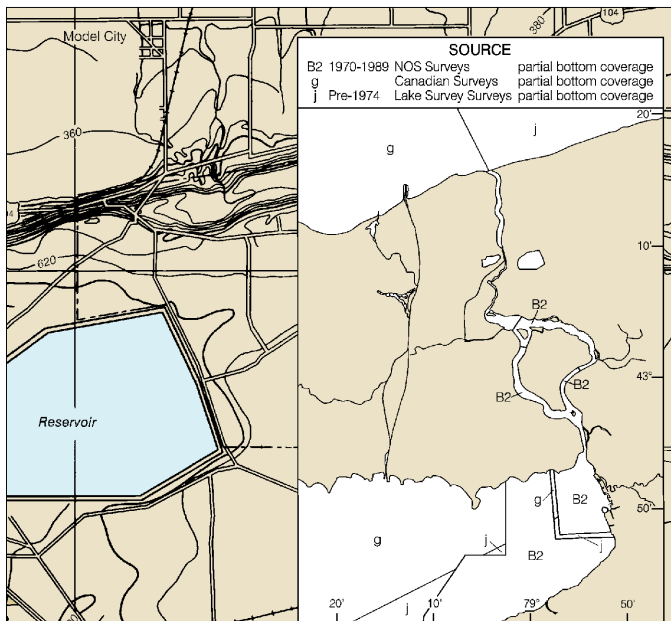 Model City
380
104
SOURCE
B2 1970-1989 NOS Surveys partial bottom coverage
g Canadian Surveys partial bottom coverage
j Pre-1974 Lake Survey Surveys partial bottom coverage
20'
j
g
360
10'
620
B2
43°
B2
B2
Reservoir
g
B2
50'
g
j
j
B2
20'
10'
79°
50'
j